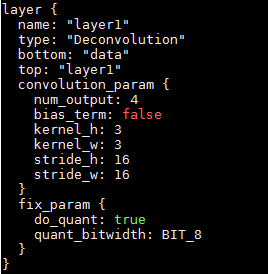 layer {
  name: "layer1"
  type: "Deconvolution"
  bottom: "data"
  top: "layer1"
  convolution_param {
    num_output: 4
    bias_term: false
    kernel_h: 3
    kernel_w: 3
    stride_h: 16
    stride_w: 16
  }
  fix_param {
    do_quant: true
    quant_bitwidth: BIT_8
  }
}